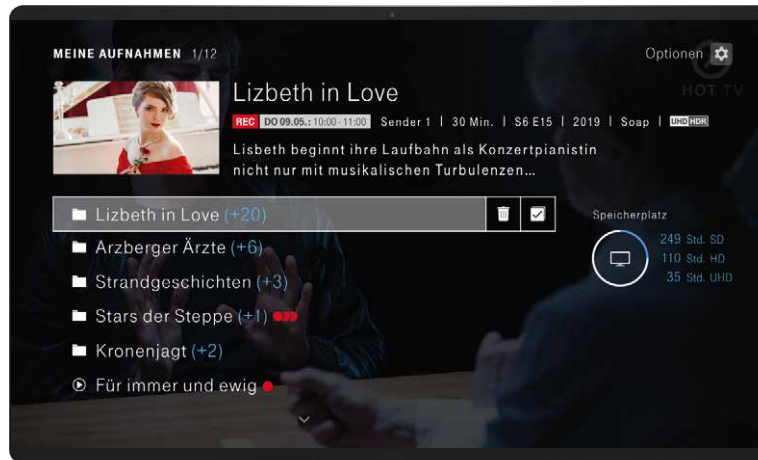 MEINE AUFNAHMEN 1/12
Optionen
HOT TV
Lizbeth in Love
REC DO 09.05.: 10:00 - 11:00 Sender 1 | 30 Min. | S6 E15 | 2019 | Soap | UHD HDR
Lisbeth beginnt ihre Laufbahn als Konzertpianistin
nicht nur mit musikalischen Turbulenzen...
Lizbeth in Love (+20)
Speicherplatz
Arzberger Ärzte (+6)
249 Std. SD
110 Std. HD
35 Std. UHD
Strandgeschichten (+3)
Stars der Steppe (+1)
Kronenjagt (+2)
Für immer und ewig